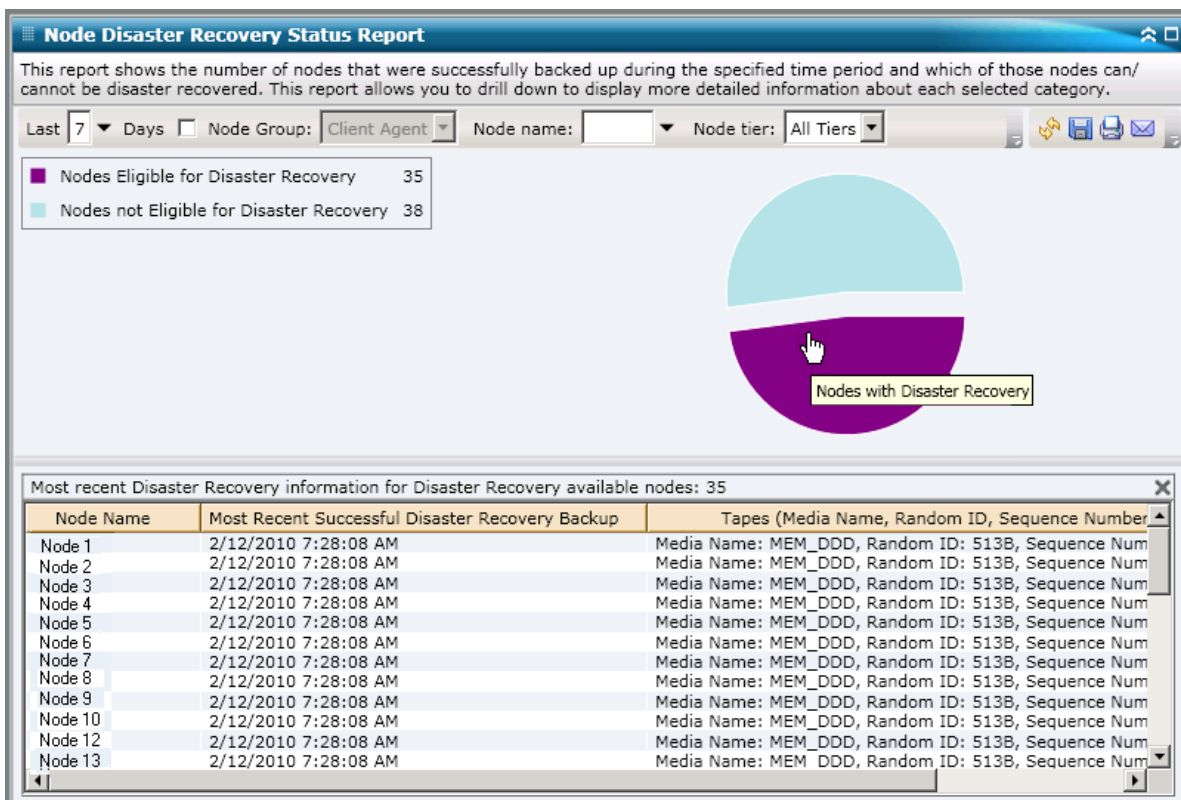 Node Disaster Recovery Status Report
This report shows the number of nodes that were successfully backed up during the specified time period and which of those nodes can/
cannot be disaster recovered. This report allows you to drill down to display more detailed information about each selected category.
Last 7 Days Node Group: Client Agent Node name: Node tier: All Tiers
Nodes Eligible for Disaster Recovery 35
Nodes not Eligible for Disaster Recovery 38
Nodes with Disaster Recovery
Most recent Disaster Recovery information for Disaster Recovery available nodes: 35
Node Name Most Recent Successful Disaster Recovery Backup Tapes (Media Name, Random ID, Sequence Number
Node 1 2/12/2010 7:28:08 AM Media Name: MEM_DDD, Random ID: 513B, Sequence Num
Node 2 2/12/2010 7:28:08 AM Media Name: MEM_DDD, Random ID: 513B, Sequence Num
Node 3 2/12/2010 7:28:08 AM Media Name: MEM_DDD, Random ID: 513B, Sequence Num
Node 4 2/12/2010 7:28:08 AM Media Name: MEM_DDD, Random ID: 513B, Sequence Num
Node 5 2/12/2010 7:28:08 AM Media Name: MEM_DDD, Random ID: 513B, Sequence Num
Node 6 2/12/2010 7:28:08 AM Media Name: MEM_DDD, Random ID: 513B, Sequence Num
Node 7 2/12/2010 7:28:08 AM Media Name: MEM_DDD, Random ID: 513B, Sequence Num
Node 8 2/12/2010 7:28:08 AM Media Name: MEM_DDD, Random ID: 513B, Sequence Num
Node 9 2/12/2010 7:28:08 AM Media Name: MEM_DDD, Random ID: 513B, Sequence Num
Node 10 2/12/2010 7:28:08 AM Media Name: MEM_DDD, Random ID: 513B, Sequence Num
Node 12 2/12/2010 7:28:08 AM Media Name: MEM_DDD, Random ID: 513B, Sequence Num
Node 13 2/12/2010 7:28:08 AM Media Name: MEM_DDD, Random ID: 513B, Sequence Num